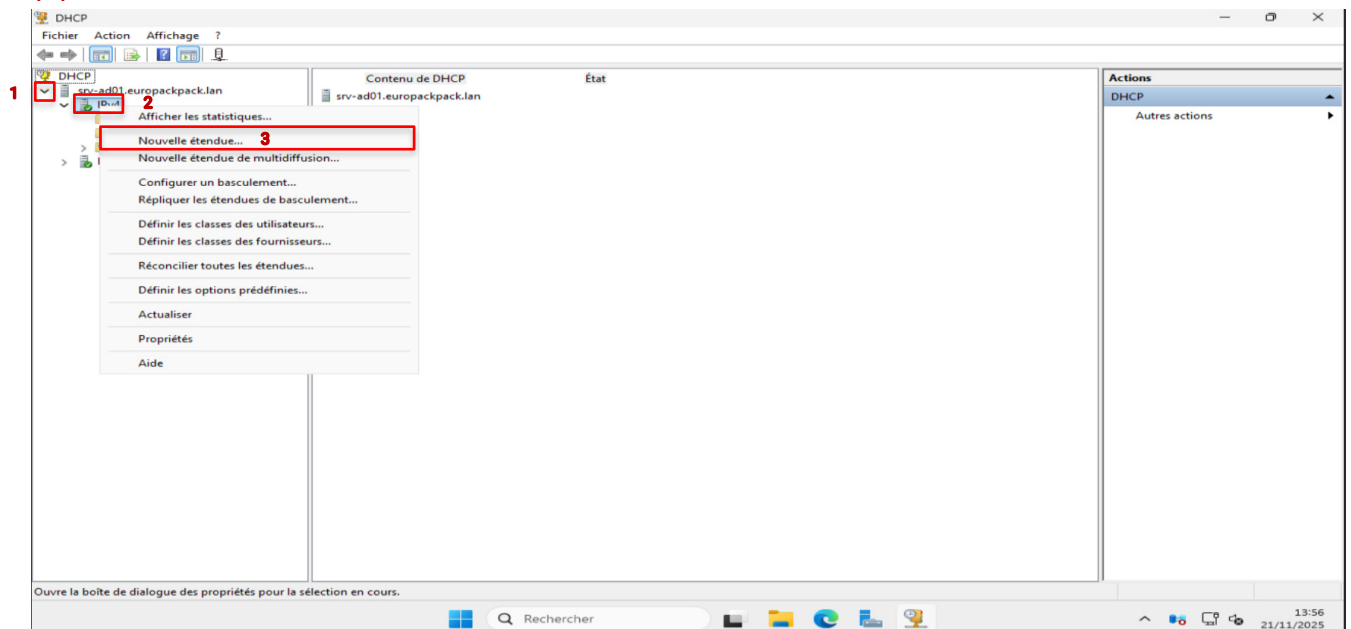 DHCP
Fichier Action Affichage ?
DHCP
Contenu de DHCP État
Actions
1
srv-ad01.europackpack.lan
srv-ad01.europackpack.lan
DHCP
2
Afficher les statistiques...
Autres actions
Nouvelle étendue... 3
Nouvelle étendue de multidiffusion...
Configurer un basculement...
Répliquer les étendues de basculement...
Définir les classes des utilisateurs...
Définir les classes des fournisseurs...
Réconcilier toutes les étendues...
Définir les options prédéfinies...
Actualiser
Propriétés
Aide
Ouvre la boîte de dialogue des propriétés pour la sélection en cours.
Rechercher
13:56
21/11/2025